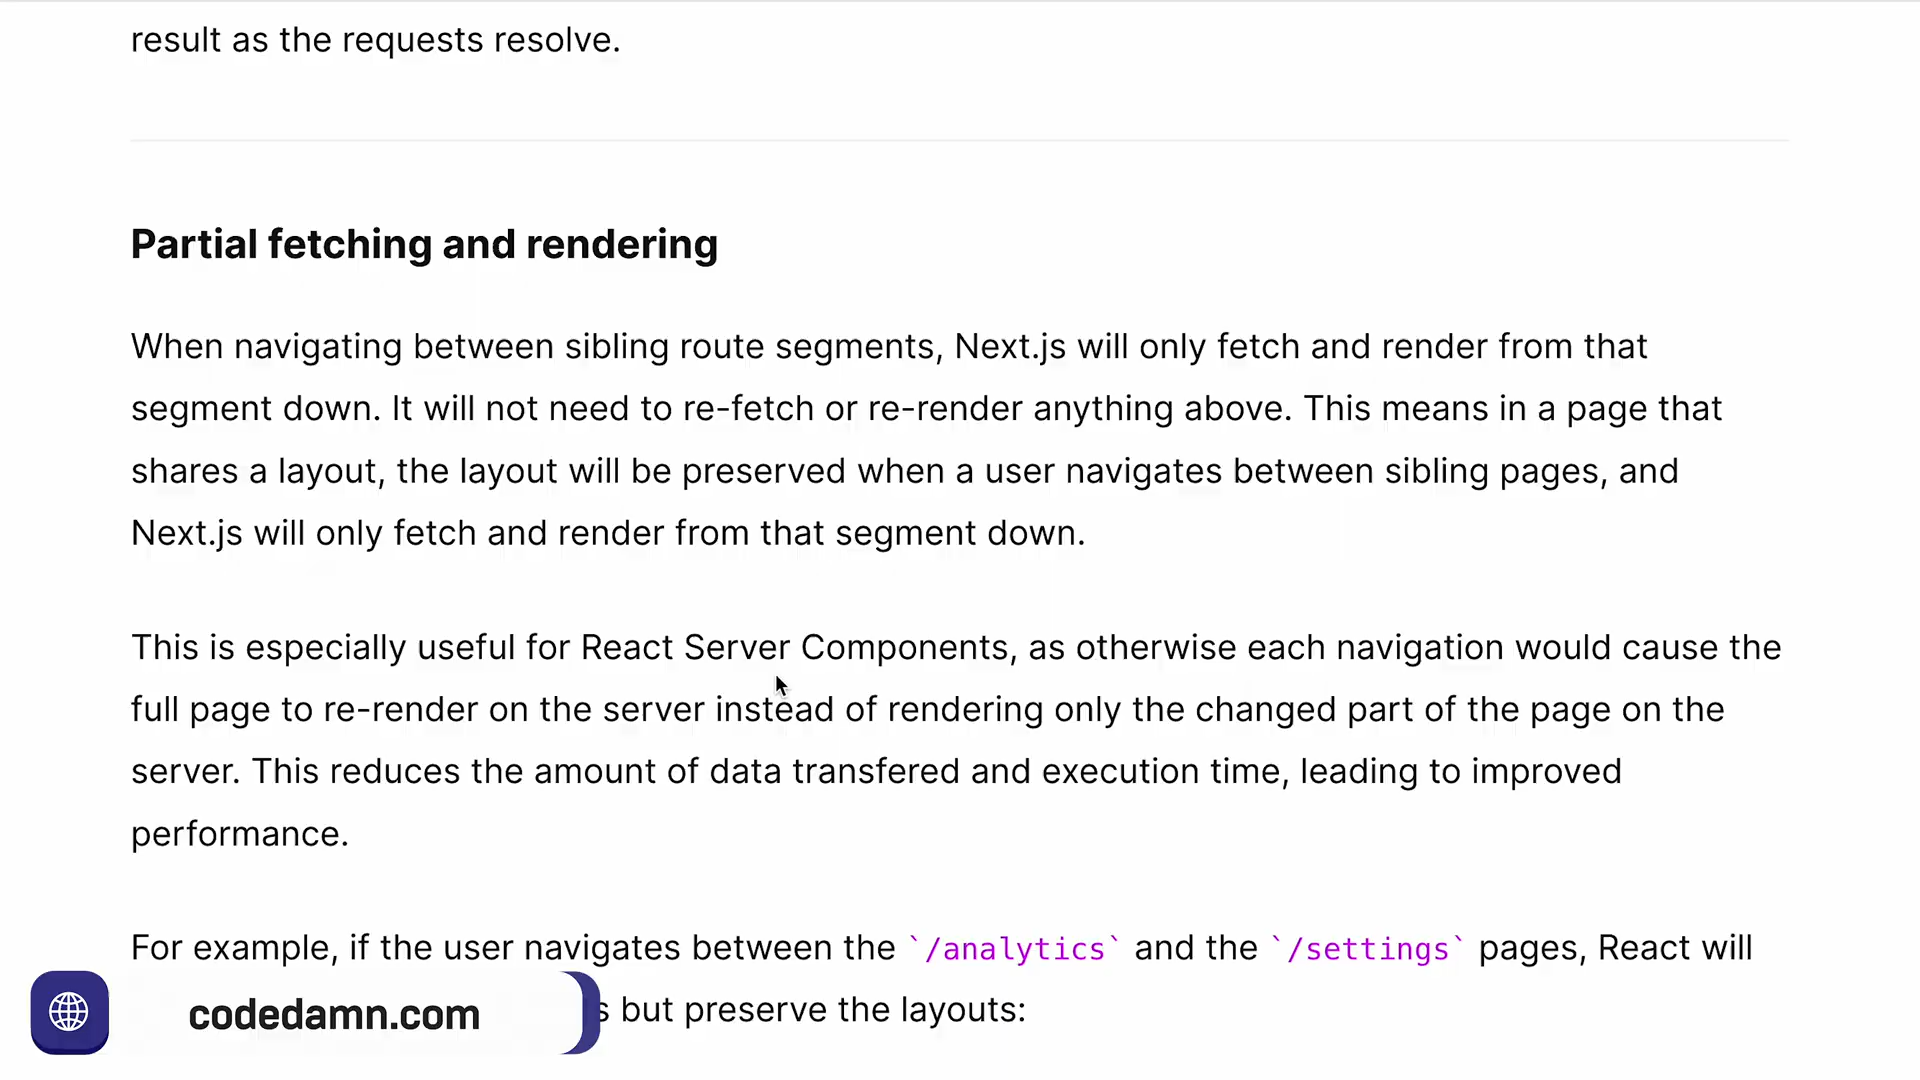 result as the requests resolve.
Partial fetching and rendering
When navigating between sibling route segments, Next.js will only fetch and render from that
segment down. It will not need to re-fetch or re-render anything above. This means in a page that
shares a layout, the layout will be preserved when a user navigates between sibling pages, and
Next.js will only fetch and render from that segment down.
This is especially useful for React Server Components, as otherwise each navigation would cause the
full page to re-render on the server instead of rendering only the changed part of the page on the
server. This reduces the amount of data transfered and execution time, leading to improved
performance.
For example, if the user navigates between the `/analytics` and the `/settings` pages, React will
but preserve the layouts:
codedamn.com